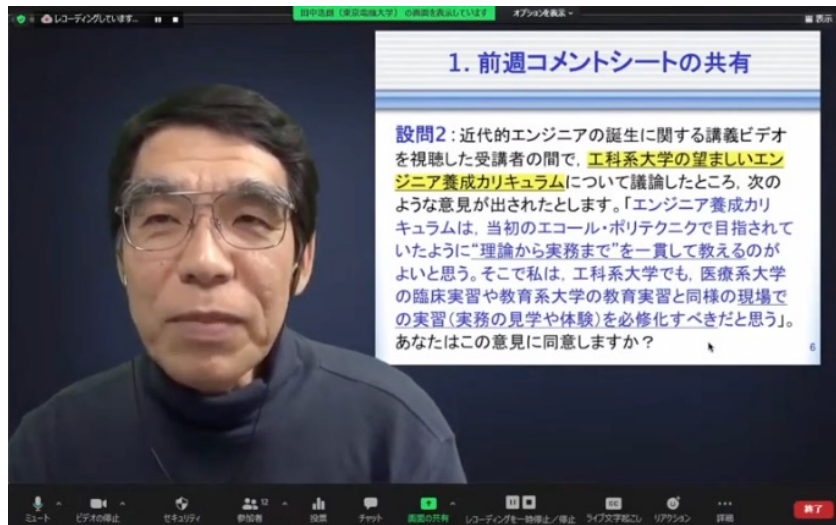 レコーディングしています...
田中浩朗（東京電機大学） の画面を表示しています
オプションを表示
表示
1. 前週コメントシートの共有
設問2：近代的エンジニアの誕生に関する講義ビデオ
を視聴した受講者の間で，工科系大学の望ましいエン
ジニア養成カリキュラムについて議論したところ，次の
ような意見が出されたとします。「エンジニア養成カリ
キュラムは，当初のエコール・ポリテクニクで目指されて
いたように“理論から実務まで”を一貫して教えるのが
よいと思う。そこで私は，工科系大学でも，医療系大学
の臨床実習や教育系大学の教育実習と同様の現場で
の実習（実務の見学や体験）を必修化すべきだと思う」。
あなたはこの意見に同意しますか？
6
12
ミュート
ビデオの停止
セキュリティ
参加者
投票
チャット
画面の共有
レコーディングを一時停止／停止
ライブ文字起こし
リアクション
詳細
終了